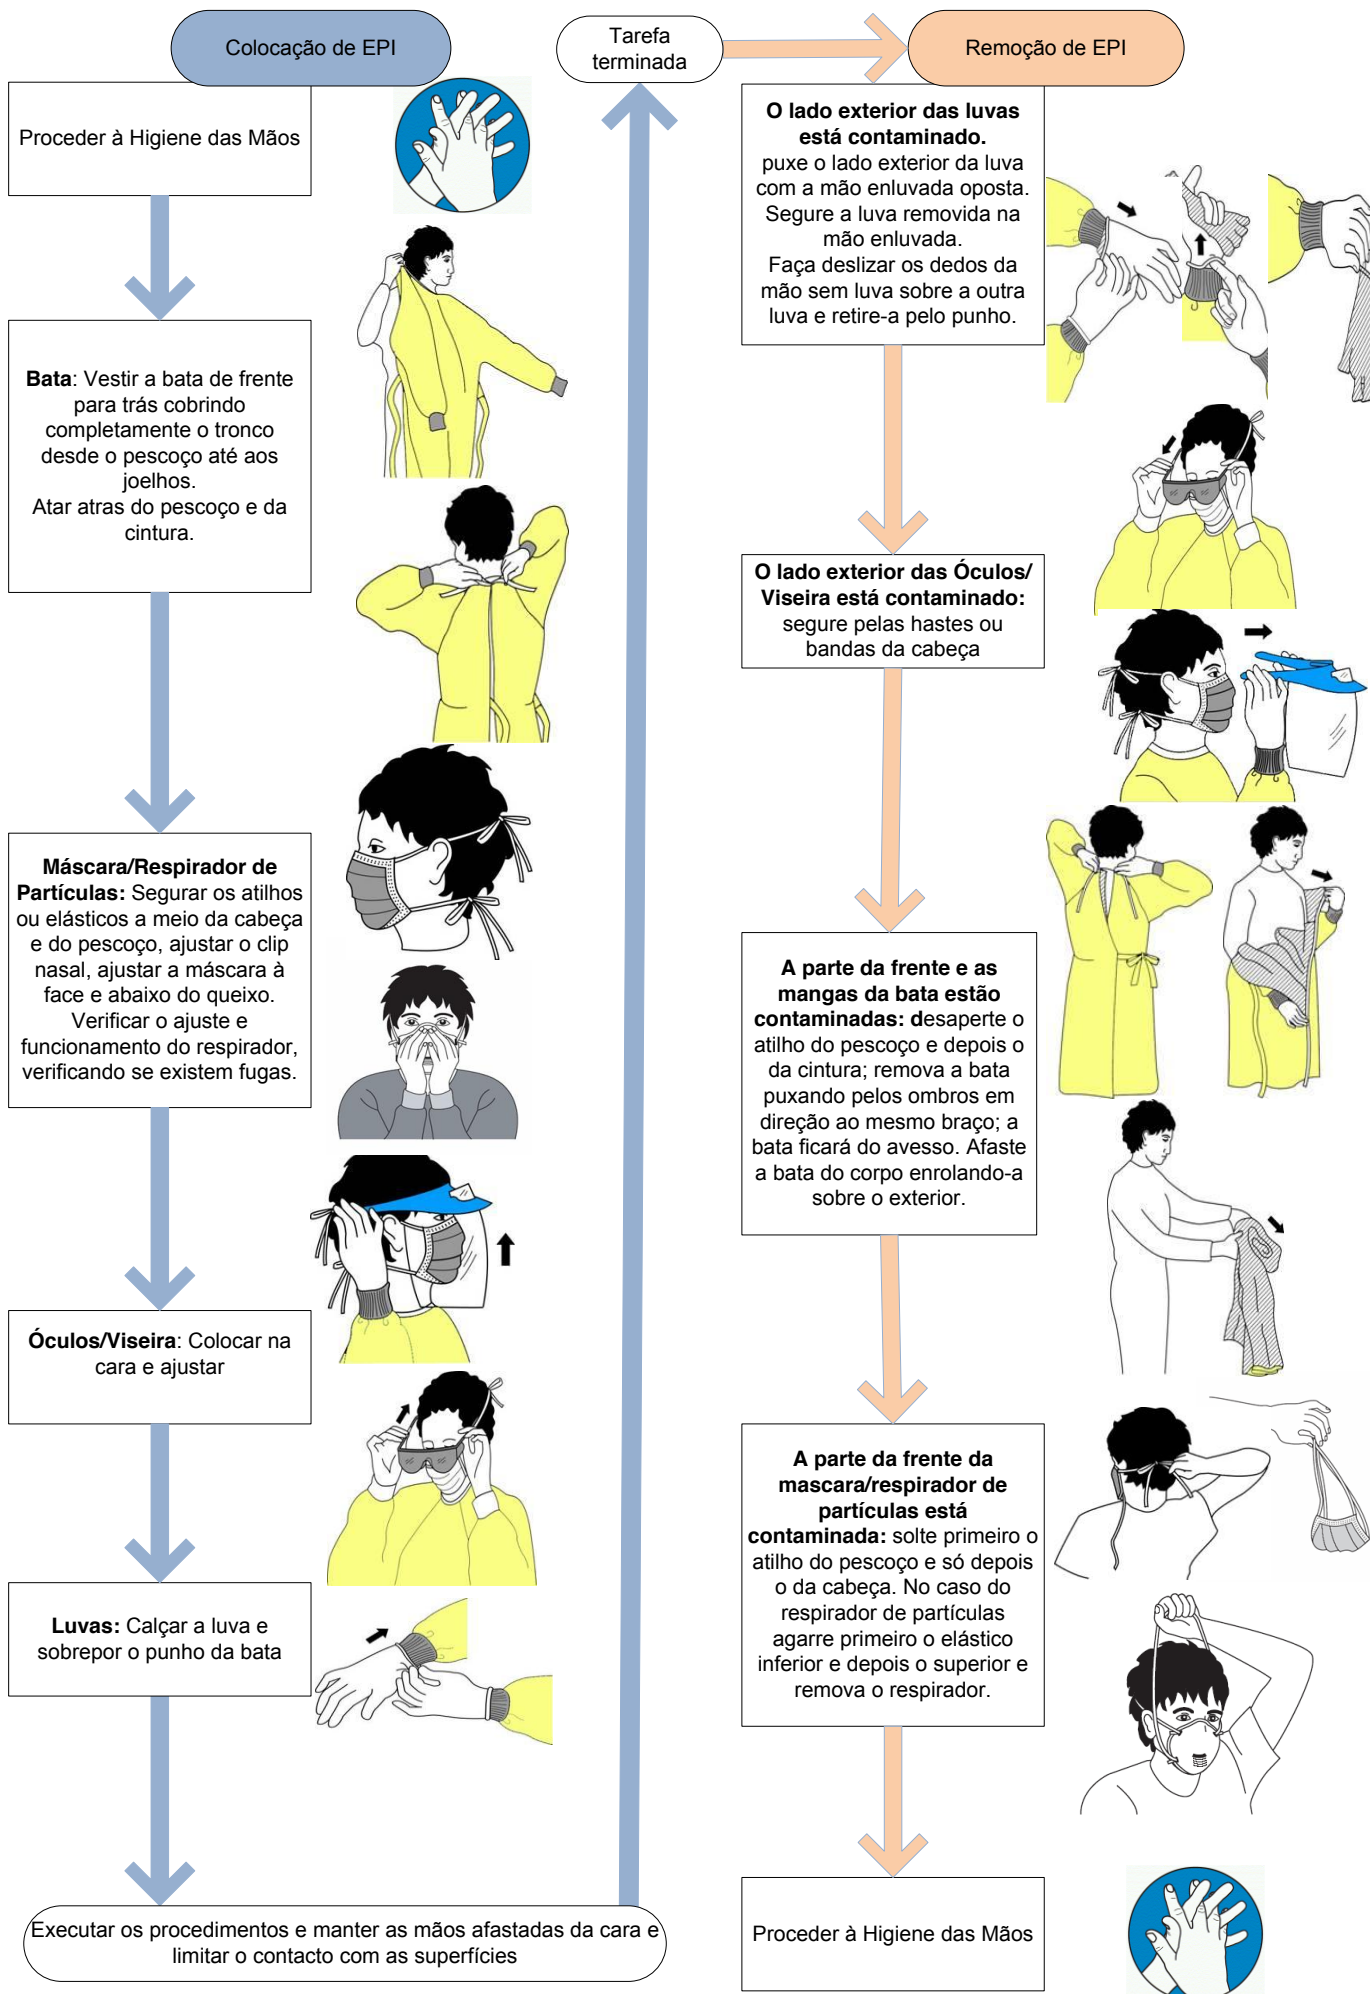 Colocação de EPI
Proceder à Higiene das Mãos
Bata: Vestir a bata de frente
para trás cobrindo
completamente o tronco
desde o pescoço até aos
joelhos.
Atar atras do pescoço e da
cintura.
Máscara/Respirador de
Partículas: Segurar os atilhos
ou elásticos a meio da cabeça
e do pescoço, ajustar o clip
nasal, ajustar a máscara à
face e abaixo do queixo.
Verificar o ajuste e
funcionamento do respirador,
verificando se existem fugas.
Óculos/Viseira: Colocar na
cara e ajustar
Luvas: Calçar a luva e
sobrepor o punho da bata
Executar os procedimentos e manter as mãos afastadas da cara e
limitar o contacto com as superfícies
Tarefa
terminada
Remoção de EPI
O lado exterior das luvas
está contaminado.
puxe o lado exterior da luva
com a mão enluvada oposta.
Segure a luva removida na
mão enluvada.
Faça deslizar os dedos da
mão sem luva sobre a outra
luva e retire-a pelo punho.
O lado exterior das Óculos/
Viseira está contaminado:
segure pelas hastes ou
bandas da cabeça
A parte da frente e as
mangas da bata estão
contaminadas: desaperte o
atilho do pescoço e depois o
da cintura; remova a bata
puxando pelos ombros em
direção ao mesmo braço; a
bata ficará do avesso. Afaste
a bata do corpo enrolando-a
sobre o exterior.
A parte da frente da
mascara/respirador de
partículas está
contaminada: solte primeiro o
atilho do pescoço e só depois
o da cabeça. No caso do
respirador de partículas
agarre primeiro o elástico
inferior e depois o superior e
remova o respirador.
Proceder à Higiene das Mãos